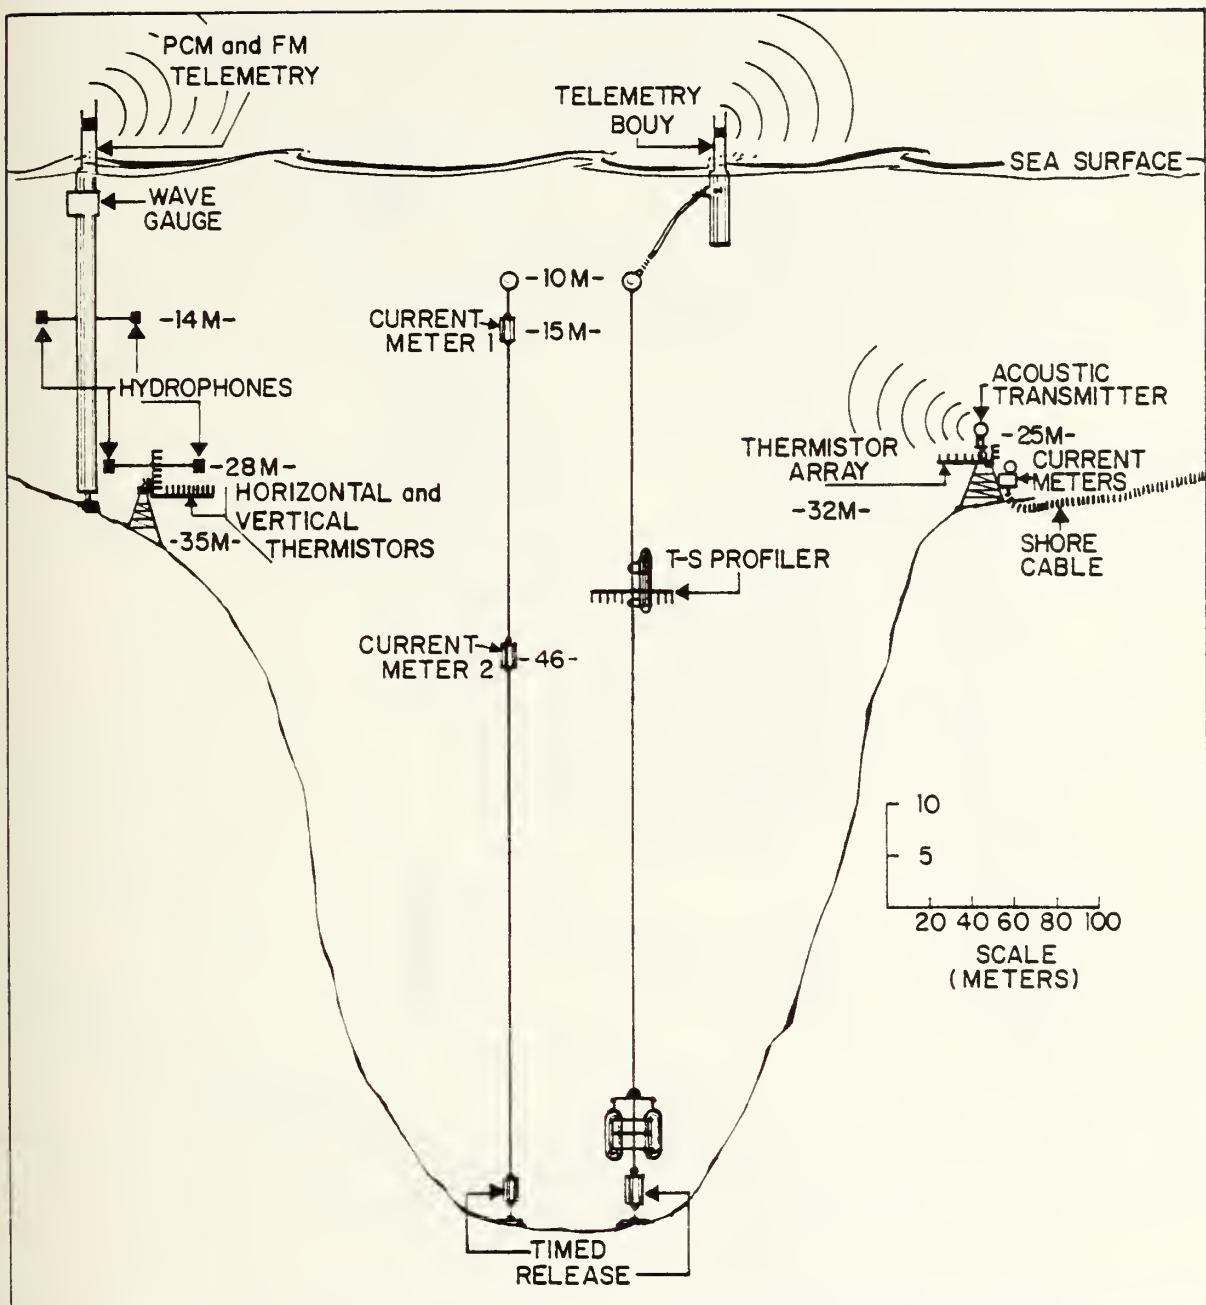 PCM and FM
TELEMETRY
TELEMETRY
BOUY
SEA SURFACE
WAVE
GAUGE
-10M-
-14M-
CURRENT
METER 1
-15M-
HYDROPHONES
ACOUSTIC
TRANSMITTER
-25M-
THERMISTOR
ARRAY
CURRENT
METERS
-28M-
HORIZONTAL and
VERTICAL
THERMISTORS
-32M-
-35M-
SHORE
CABLE
T-S PROFILER
CURRENT
METER 2
-46-
10
5
20 40 60 80 100
SCALE
(METERS)
TIMED
RELEASE